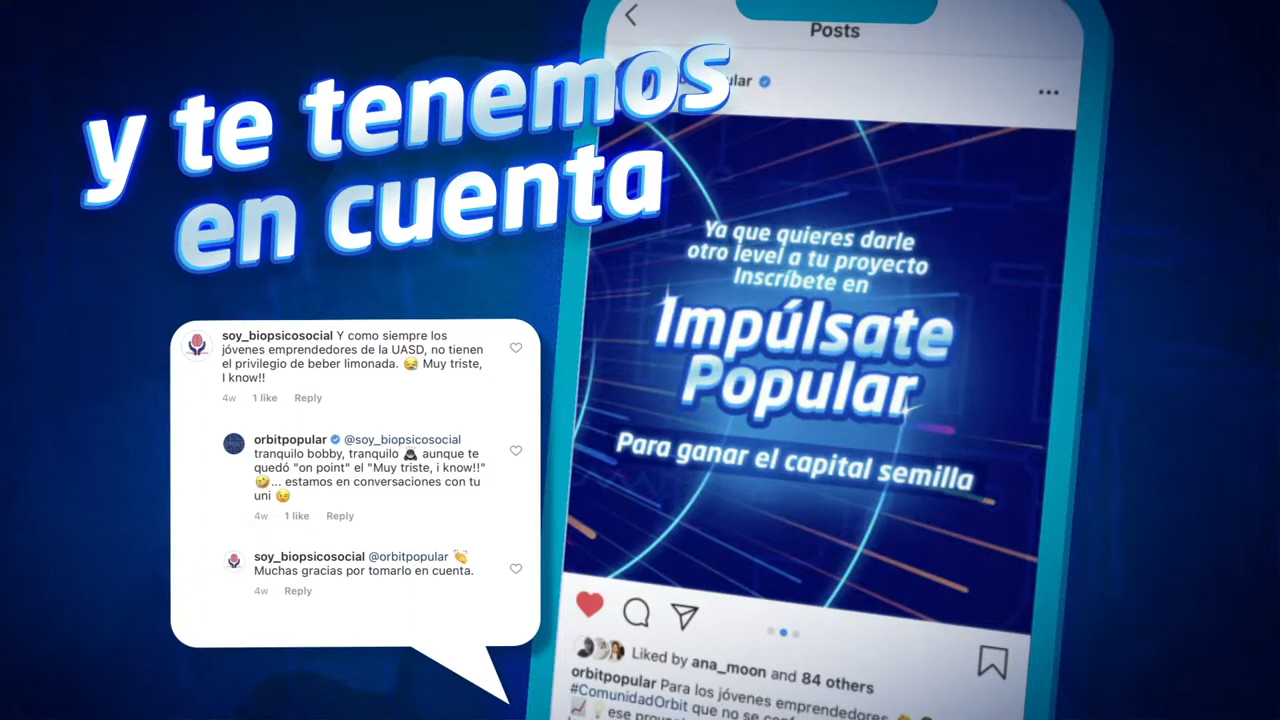 y te tenemos
en cuenta
soy_biopsicosocial Y como siempre los
jóvenes emprendedores de la UASD, no tienen
el privilegio de beber limonada. 😪 Muy triste,
I know!!
4w 1 like Reply
orbitpopular @soy_biopsicosocial
tranquilo bobby, tranquilo aunque te
quedó "on point" el "Muy triste, i know!!"
🤣... estamos en conversaciones con tu
uni 😉
4w 1 like Reply
soy_biopsicosocial @orbitpopular 👏
Muchas gracias por tomarlo en cuenta.
4w Reply
Posts
Ya que quieres darle
otro level a tu proyecto
Inscríbete en
Impúlsate
Popular
Para ganar el capital semilla
Liked by ana_moon and 84 others
orbitpopular Para los jóvenes emprendedores
#ComunidadOrbit que no se
📈💡 ese